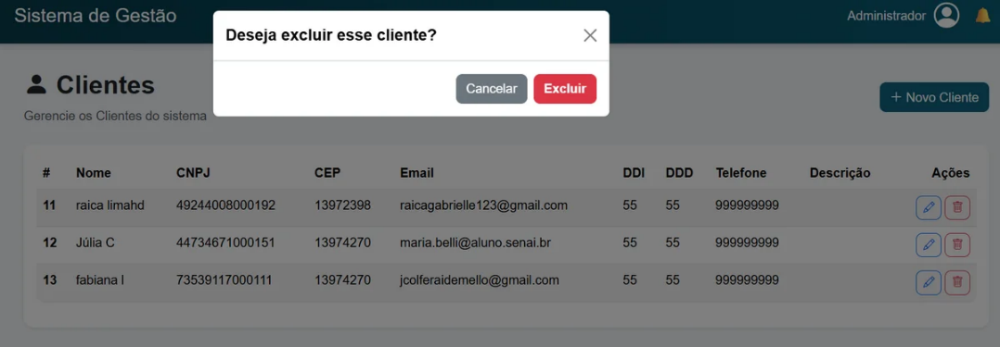 Sistema de Gestão
Administrador
Deseja excluir esse cliente?
Cancelar Excluir
Clientes
Gerencie os Clientes do sistema
+ Novo Cliente
# Nome CNPJ CEP Email DDI DDD Telefone Descrição Ações
11 raica limahd 49244008000192 13972398 raicagabrielle123@gmail.com 55 55 999999999
12 Júlia C 44734671000151 13974270 maria.belli@aluno.senai.br 55 55 999999999
13 fabiana l 73539117000111 13974270 jcolferaidemello@gmail.com 55 55 999999999